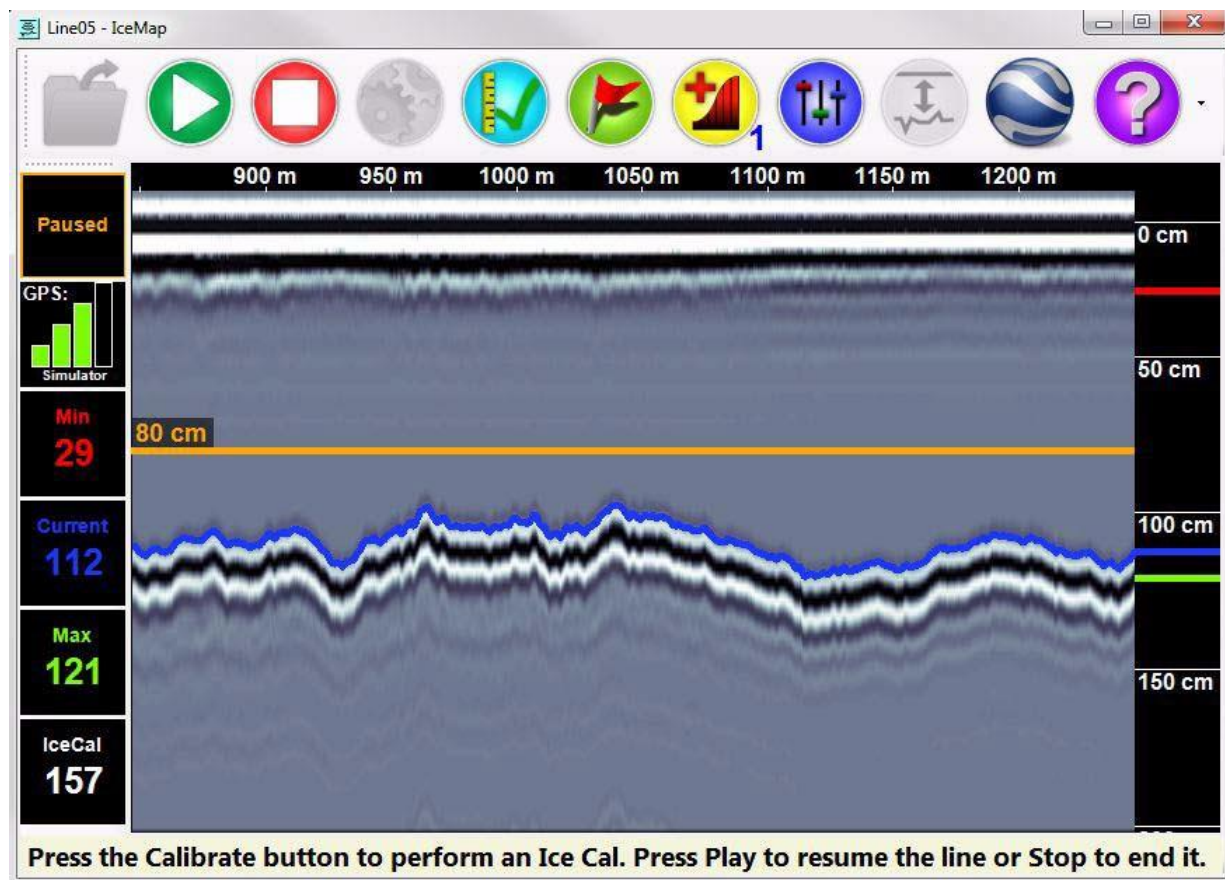 Line05 - IceMap
1
900 m 950 m 1000 m 1050 m 1100 m 1150 m 1200 m
Paused
0 cm
GPS:
Simulator
50 cm
Min
29
80 cm
Current
112
100 cm
Max
121
150 cm
IceCal
157
Press the Calibrate button to perform an Ice Cal. Press Play to resume the line or Stop to end it.